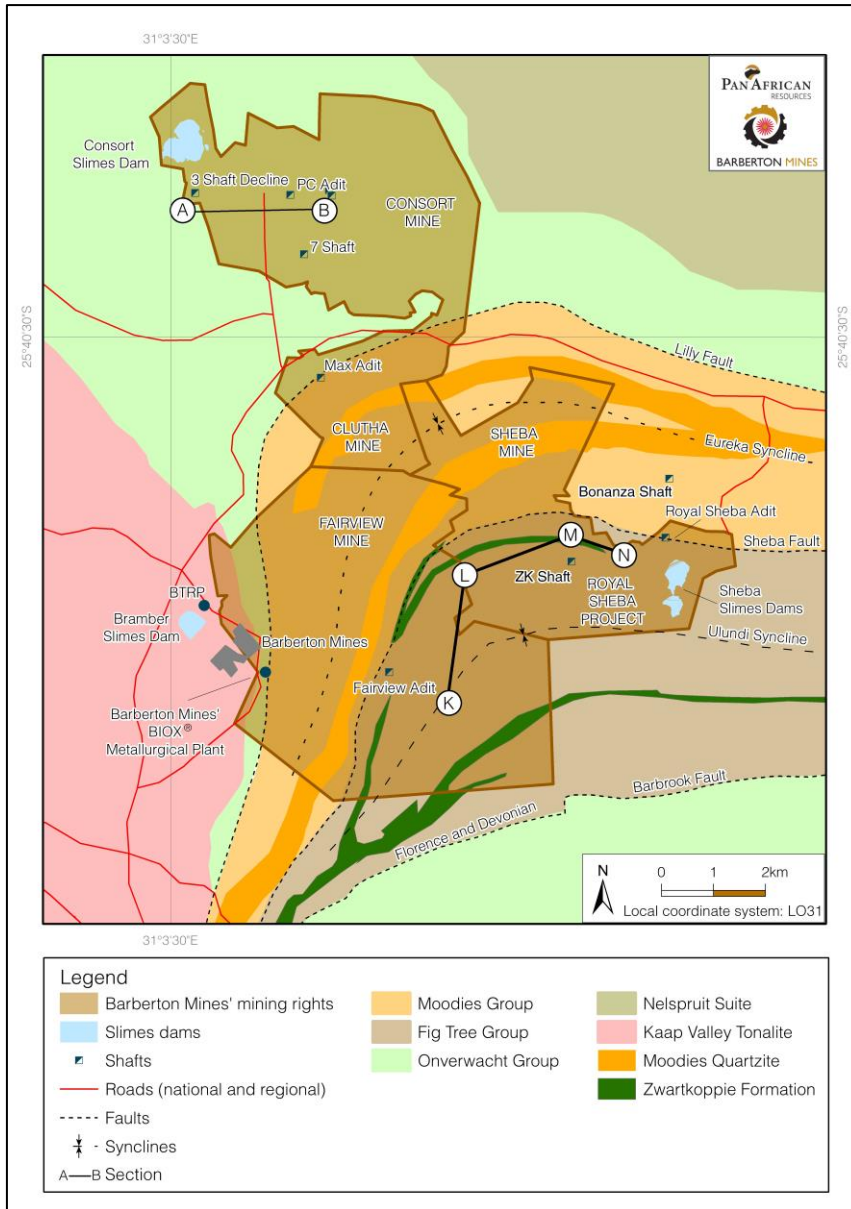 31°3'30"E
PAN AFRICAN
RESOURCES
BARBERTON MINES
Consort
Slimes Dam
3 Shaft Decline
PC Adit
CONSORT
MINE
A
B
7 Shaft
25°40'30"S
25°40'30"S
Lilly Fault
Max Adit
CLUTHA
MINE
SHEBA
MINE
Eureka Syncline
Bonanza Shaft
FAIRVIEW
MINE
Royal Sheba Adit
M
N
Sheba Fault
L
ZK Shaft
ROYAL
SHEBA
PROJECT
Sheba
Slimes Dams
BTRP
Bramber
Slimes Dam
Ulundi Syncline
Barberton Mines
Fairview Adit
K
Barberton Mines'
BIOX®
Metallurgical Plant
Barbrook Fault
Florence and Devonian
N
0 1 2km
Local coordinate system: LO31
31°3'30"E
Legend
Barberton Mines' mining rights
Slimes dams
Shafts
Roads (national and regional)
Faults
Synclines
A—B Section
Moodies Group
Fig Tree Group
Onverwacht Group
Nelspruit Suite
Kaap Valley Tonalite
Moodies Quartzite
Zwartkoppie Formation